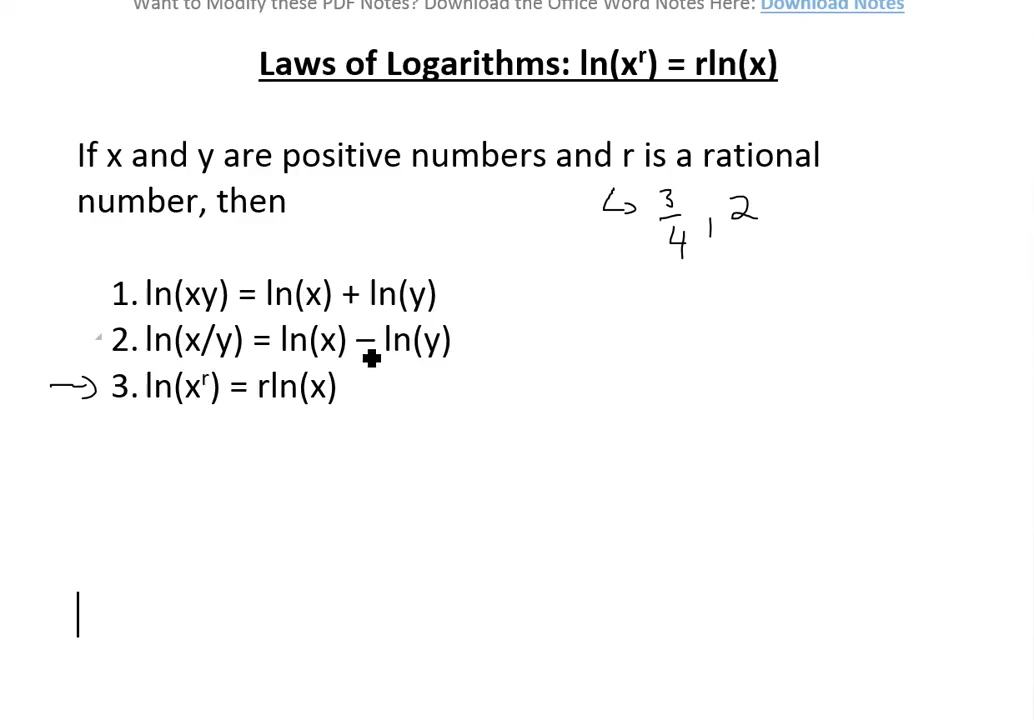 Want to Modify these PDF Notes? Download the Office Word Notes Here: Download Notes
Laws of Logarithms: ln(xʳ) = rln(x)
If x and y are positive numbers and r is a rational
number, then
↳ 3/4 , 2
1. ln(xy) = ln(x) + ln(y)
2. ln(x/y) = ln(x) – ln(y)
→ 3. ln(xʳ) = rln(x)